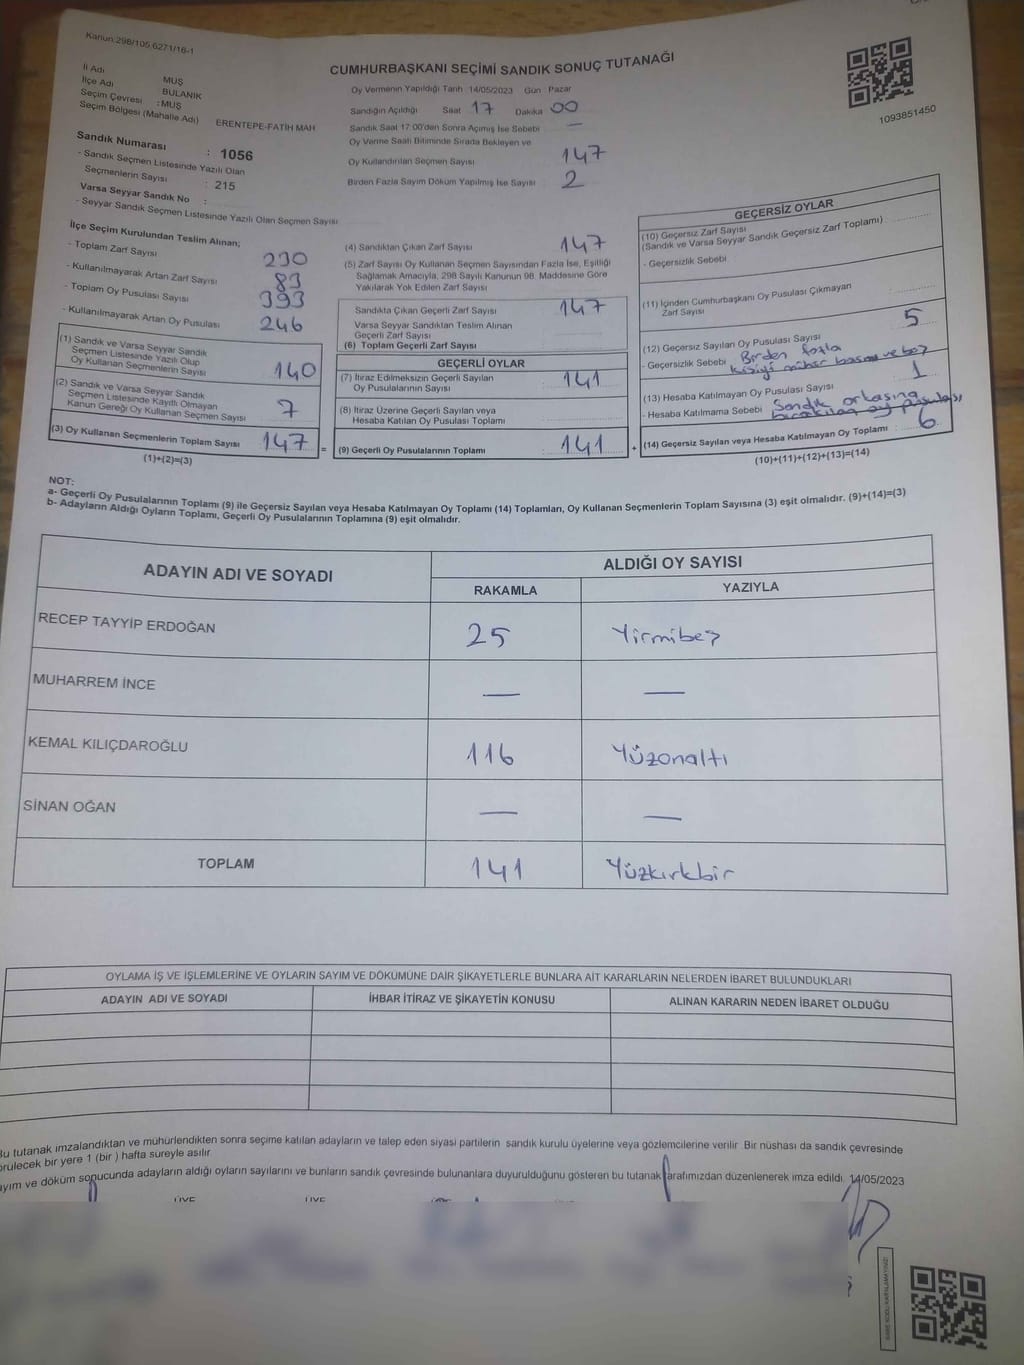 Kanun:298/105,6271/16-1
CUMHURBAŞKANI SEÇİMİ SANDIK SONUÇ TUTANAĞI
1093851450
İl Adı : MUŞ
İlçe Adı : BULANIK
Seçim Çevresi : MUŞ
Seçim Bölgesi (Mahalle Adı) ERENTEPE-FATİH MAH
Sandık Numarası : 1056
- Sandık Seçmen Listesinde Yazılı Olan
Seçmenlerin Sayısı : 215
Varsa Seyyar Sandık No :
- Seyyar Sandık Seçmen Listesinde Yazılı Olan Seçmen Sayısı
Oy Vermenin Yapıldığı Tarih 14/05/2023 Gün Pazar
Sandığın Açıldığı Saat 17 Dakika 00
Sandık Saat 17:00'dan Sonra Açımış İse Sebebi —
Oy Verme Saati Bitiminde Sırada Bekleyen ve
Oy Kullandırılan Seçmen Sayısı 147
Birden Fazla Sayım Döküm Yapılmış İse Sayısı 2
İlçe Seçim Kurulundan Teslim Alınan;
- Toplam Zarf Sayısı 230
- Kullanılmayarak Artan Zarf Sayısı 83
- Toplam Oy Pusulası Sayısı 393
- Kullanılmayarak Artan Oy Pusulası 246
(1) Sandık ve Varsa Seyyar Sandık
Seçmen Listesinde Yazılı Olup
Oy Kullanan Seçmenlerin Sayısı 140
(2) Sandık ve Varsa Seyyar Sandık
Seçmen Listesinde Kayıtlı Olmayan
Kanun Gereği Oy Kullanan Seçmen Sayısı 7
(3) Oy Kullanan Seçmenlerin Toplam Sayısı 147
(1)+(2)=(3)
(4) Sandıktan Çıkan Zarf Sayısı 147
(5) Zarf Sayısı Oy Kullanan Seçmen Sayısından Fazla İse, Eşitliği
Sağlamak Amacıyla, 298 Sayılı Kanunun 98. Maddesine Göre
Yakılarak Yok Edilen Zarf Sayısı
Sandıkta Çıkan Geçerli Zarf Sayısı 147
Varsa Seyyar Sandıktan Teslim Alınan
Geçerli Zarf Sayısı
(6) Toplam Geçerli Zarf Sayısı
GEÇERLİ OYLAR
(7) İtiraz Edilmeksizin Geçerli Sayılan
Oy Pusulalarının Sayısı 141
(8) İtiraz Üzerine Geçerli Sayılan veya
Hesaba Katılan Oy Pusulaları Toplamı
= (9) Geçerli Oy Pusulalarının Toplamı 141 +
GEÇERSİZ OYLAR
(10) Geçersiz Zarf Sayısı
(Sandık ve Varsa Seyyar Sandık Geçersiz Zarf Toplamı)
- Geçersizlik Sebebi
(11) İçinden Cumhurbaşkanı Oy Pusulası Çıkmayan
Zarf Sayısı
(12) Geçersiz Sayılan Oy Pusulası Sayısı 5
- Geçersizlik Sebebi Birden fazla
kişiye mühür basma ve boş
(13) Hesaba Katılmayan Oy Pusulası Sayısı 1
- Hesaba Katılmama Sebebi Sandık arkasına
bırakılan oy pusulası
(14) Geçersiz Sayılan veya Hesaba Katılmayan Oy Toplamı : 6
(10)+(11)+(12)+(13)=(14)
NOT:
a- Geçerli Oy Pusulalarının Toplamı (9) ile Geçersiz Sayılan veya Hesaba Katılmayan Oy Toplamı (14) Toplamları, Oy Kullanan Seçmenlerin Toplam Sayısına (3) eşit olmalıdır. (9)+(14)=(3)
b- Adayların Aldığı Oyların Toplamı, Geçerli Oy Pusulalarının Toplamına (9) eşit olmalıdır.
ADAYIN ADI VE SOYADI ALDIĞI OY SAYISI
RAKAMLA YAZIYLA
RECEP TAYYİP ERDOĞAN 25 Yirmibeş
MUHARREM İNCE — —
KEMAL KILIÇDAROĞLU 116 Yüzonaltı
SİNAN OĞAN — —
TOPLAM 141 Yüzkırkbir
OYLAMA İŞ VE İŞLEMLERİNE VE OYLARIN SAYIM VE DÖKÜMÜNE DAİR ŞİKAYETLERLE BUNLARA AİT KARARLARIN NELERDEN İBARET BULUNDUKLARI
ADAYIN ADI VE SOYADI İHBAR İTİRAZ VE ŞİKAYETİN KONUSU ALINAN KARARIN NEDEN İBARET OLDUĞU
Bu tutanak imzalandıktan ve mühürlendikten sonra seçime katılan adayların ve talep eden siyasi partilerin sandık kurulu üyelerine veya gözlemcilerine verilir. Bir nüshası da sandık çevresinde
görülecek bir yere 1 (bir ) hafta süreyle asılır.
ayım ve döküm sonucunda adayların aldığı oyların sayılarını ve bunların sandık çevresinde bulunanlara duyurulduğunu gösteren bu tutanak tarafımızdan düzenlenerek imza edildi. 14/05/2023
ÜYE ÜYE